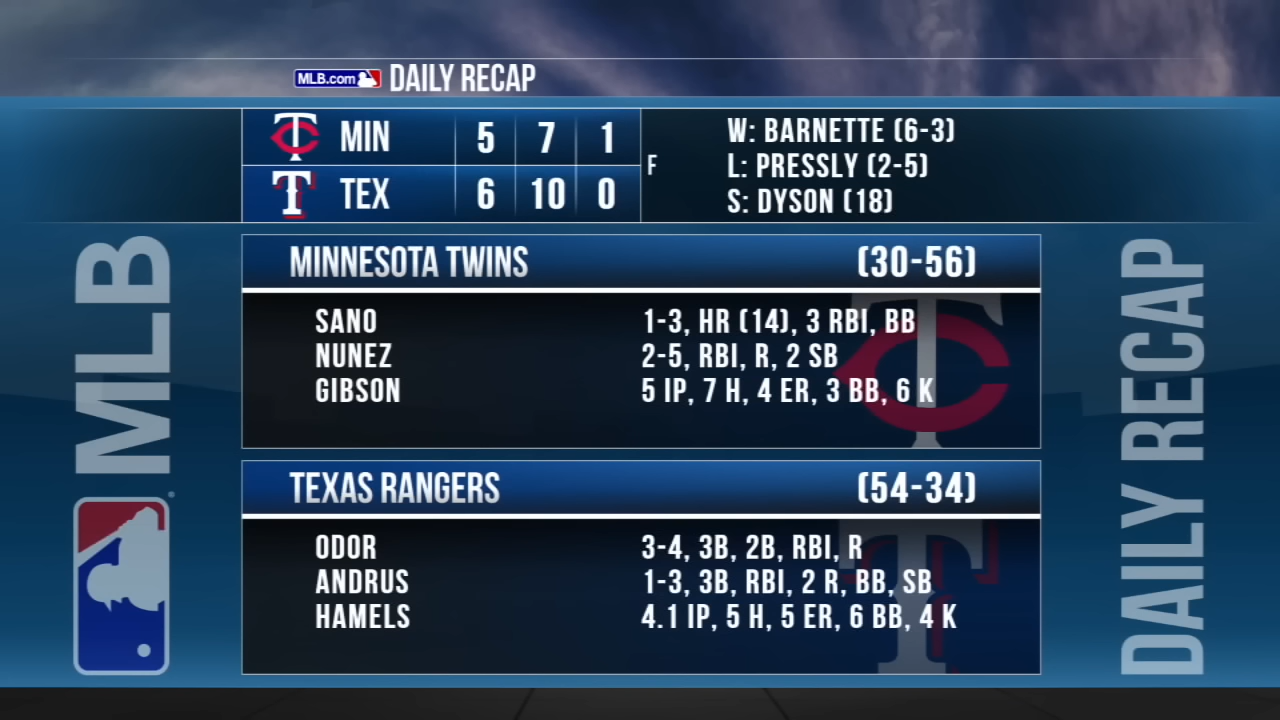 MLB.com DAILY RECAP
MIN 5 7 1
TEX 6 10 0
F
W: BARNETTE (6-3)
L: PRESSLY (2-5)
S: DYSON (18)
MINNESOTA TWINS (30-56)
SANO 1-3, HR (14), 3 RBI, BB
NUNEZ 2-5, RBI, R, 2 SB
GIBSON 5 IP, 7 H, 4 ER, 3 BB, 6 K
TEXAS RANGERS (54-34)
ODOR 3-4, 3B, 2B, RBI, R
ANDRUS 1-3, 3B, RBI, 2 R, BB, SB
HAMELS 4.1 IP, 5 H, 5 ER, 6 BB, 4 K
MLB
DAILY RECAP